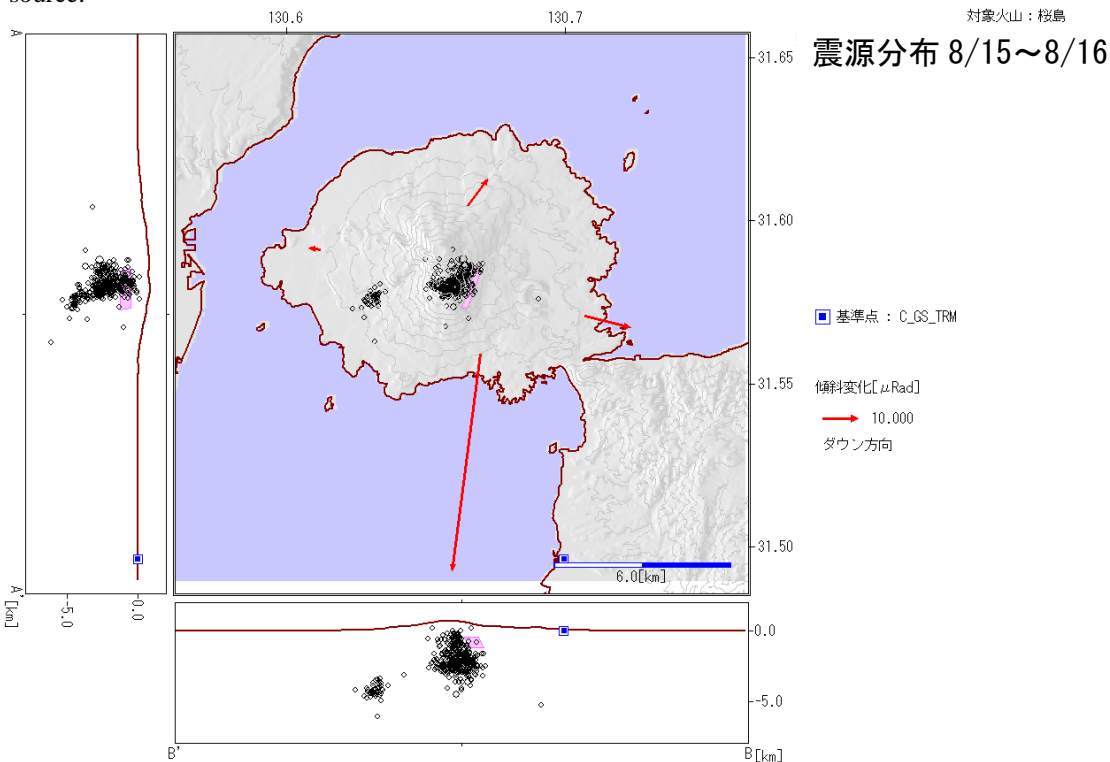 source.
対象火山：桜島
震源分布 8/15～8/16
130.6
130.7
31.65
31.60
31.55
31.50
基準点 : C_GS_TRM
傾斜変化[μRad]
10.000
ダウン方向
6.0[km]
A
A'
[km]
-5.0
0.0
0.0
-5.0
B'
B[km]